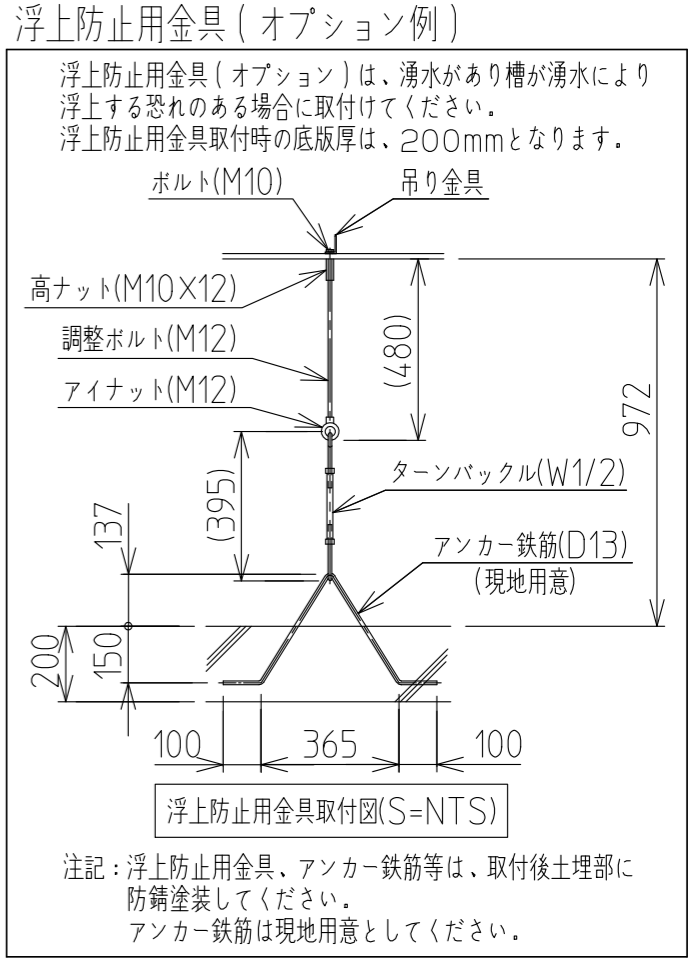 浮上防止用金具(オプション例)
浮上防止用金具(オプション)は、湧水があり槽が湧水により
浮上する恐れのある場合に取付けてください。
浮上防止用金具取付時の底版厚は、200mmとなります。
ボルト(M10)
吊り金具
高ナット(M10X12)
調整ボルト(M12)
アイナット(M12)
(480)
972
(395)
ターンバックル(W1/2)
137
アンカー鉄筋(D13)
(現地用意)
200
150
100
365
100
浮上防止用金具取付図(S=NTS)
注記:浮上防止用金具、アンカー鉄筋等は、取付後土埋部に
防錆塗装してください。
アンカー鉄筋は現地用意としてください。